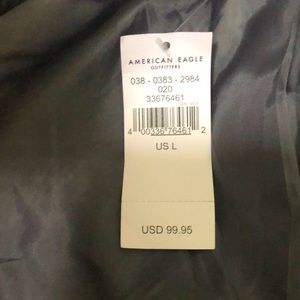 AMERICAN EAGLE
OUTFITTERS
038 - 0383 - 2984
020
33676461
4 00336 76461 2
US L
USD 99.95